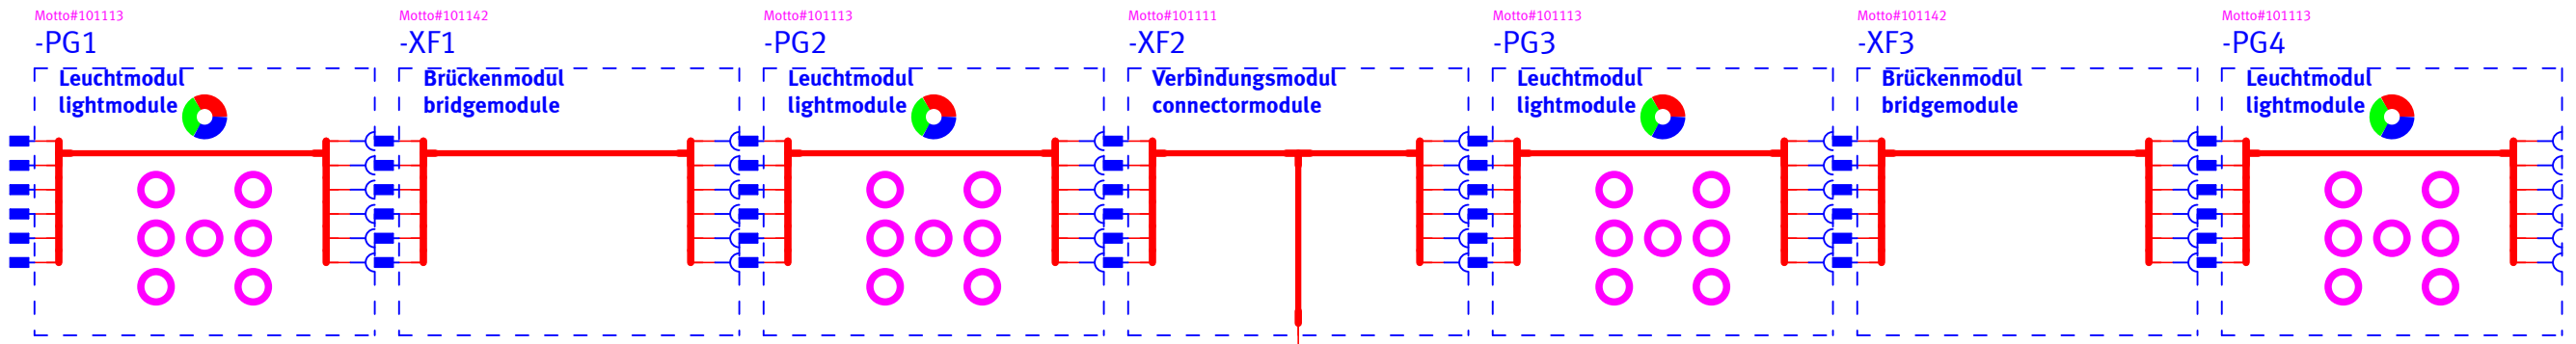 Motto#101113
-PG1
Leuchtmodul
lightmodule
Motto#101142
-XF1
Brückenmodul
bridgemodule
Motto#101113
-PG2
Leuchtmodul
lightmodule
Motto#101111
-XF2
Verbindungsmodul
connectormodule
Motto#101113
-PG3
Leuchtmodul
lightmodule
Motto#101142
-XF3
Brückenmodul
bridgemodule
Motto#101113
-PG4
Leuchtmodul
lightmodule